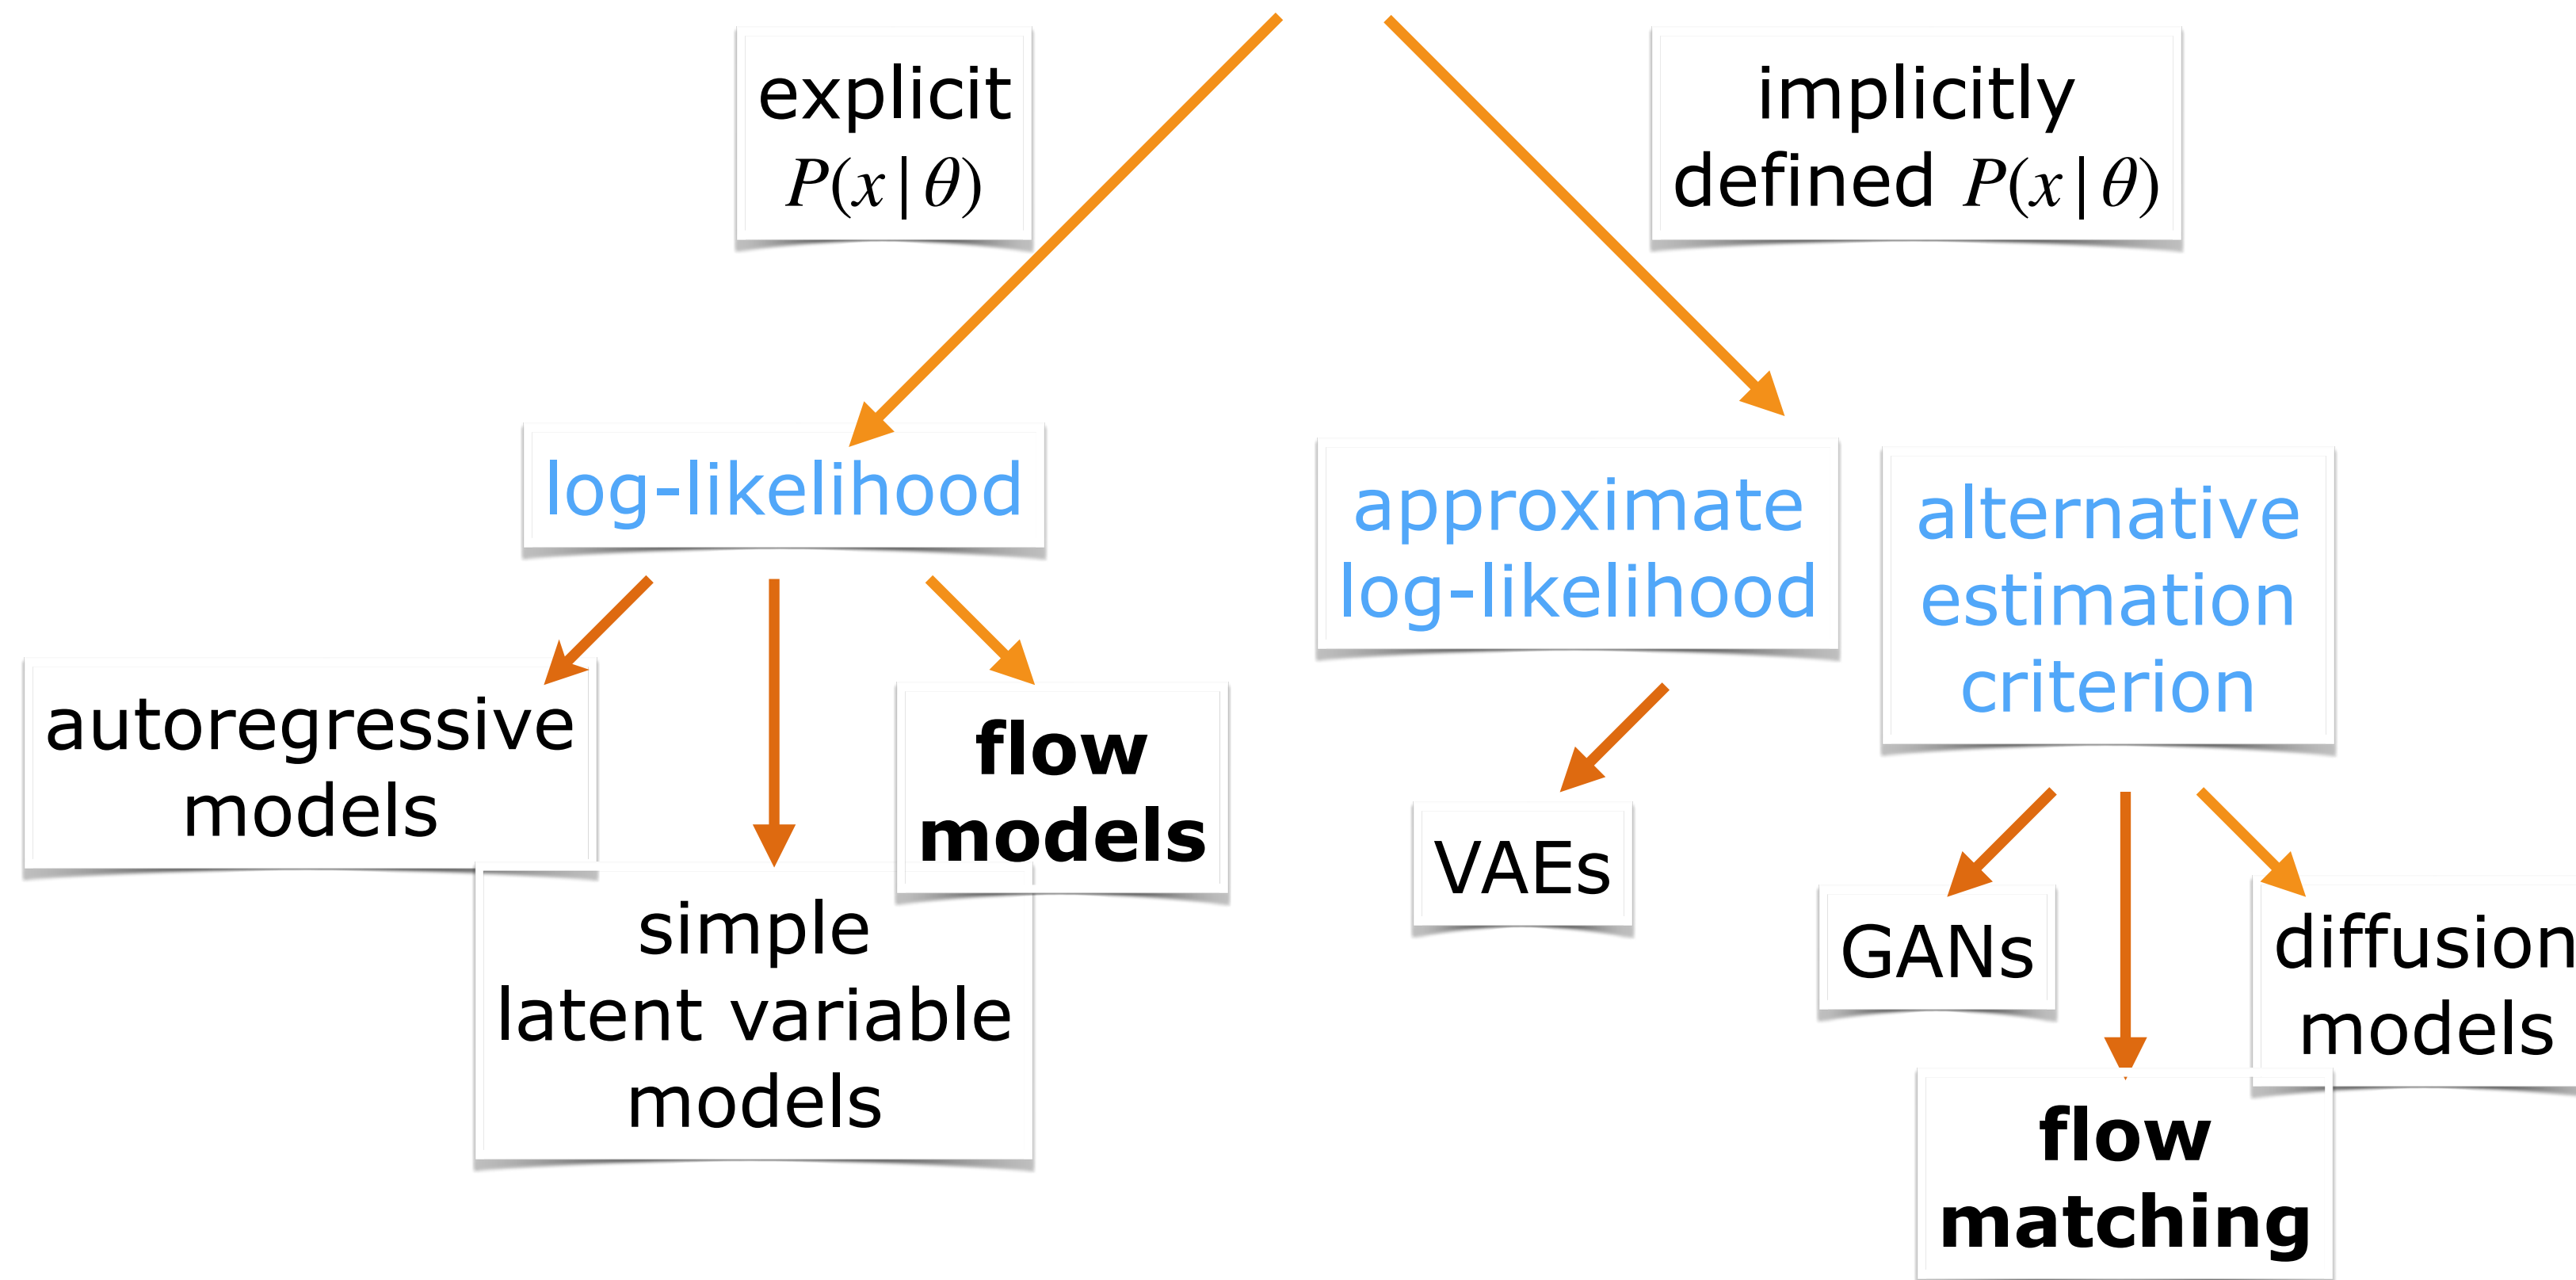 explicit
P(x | θ)
implicitly
defined P(x | θ)
log-likelihood
approximate
log-likelihood
alternative
estimation
criterion
autoregressive
models
simple
latent variable
models
flow
models
VAEs
GANs
flow
matching
diffusion
models